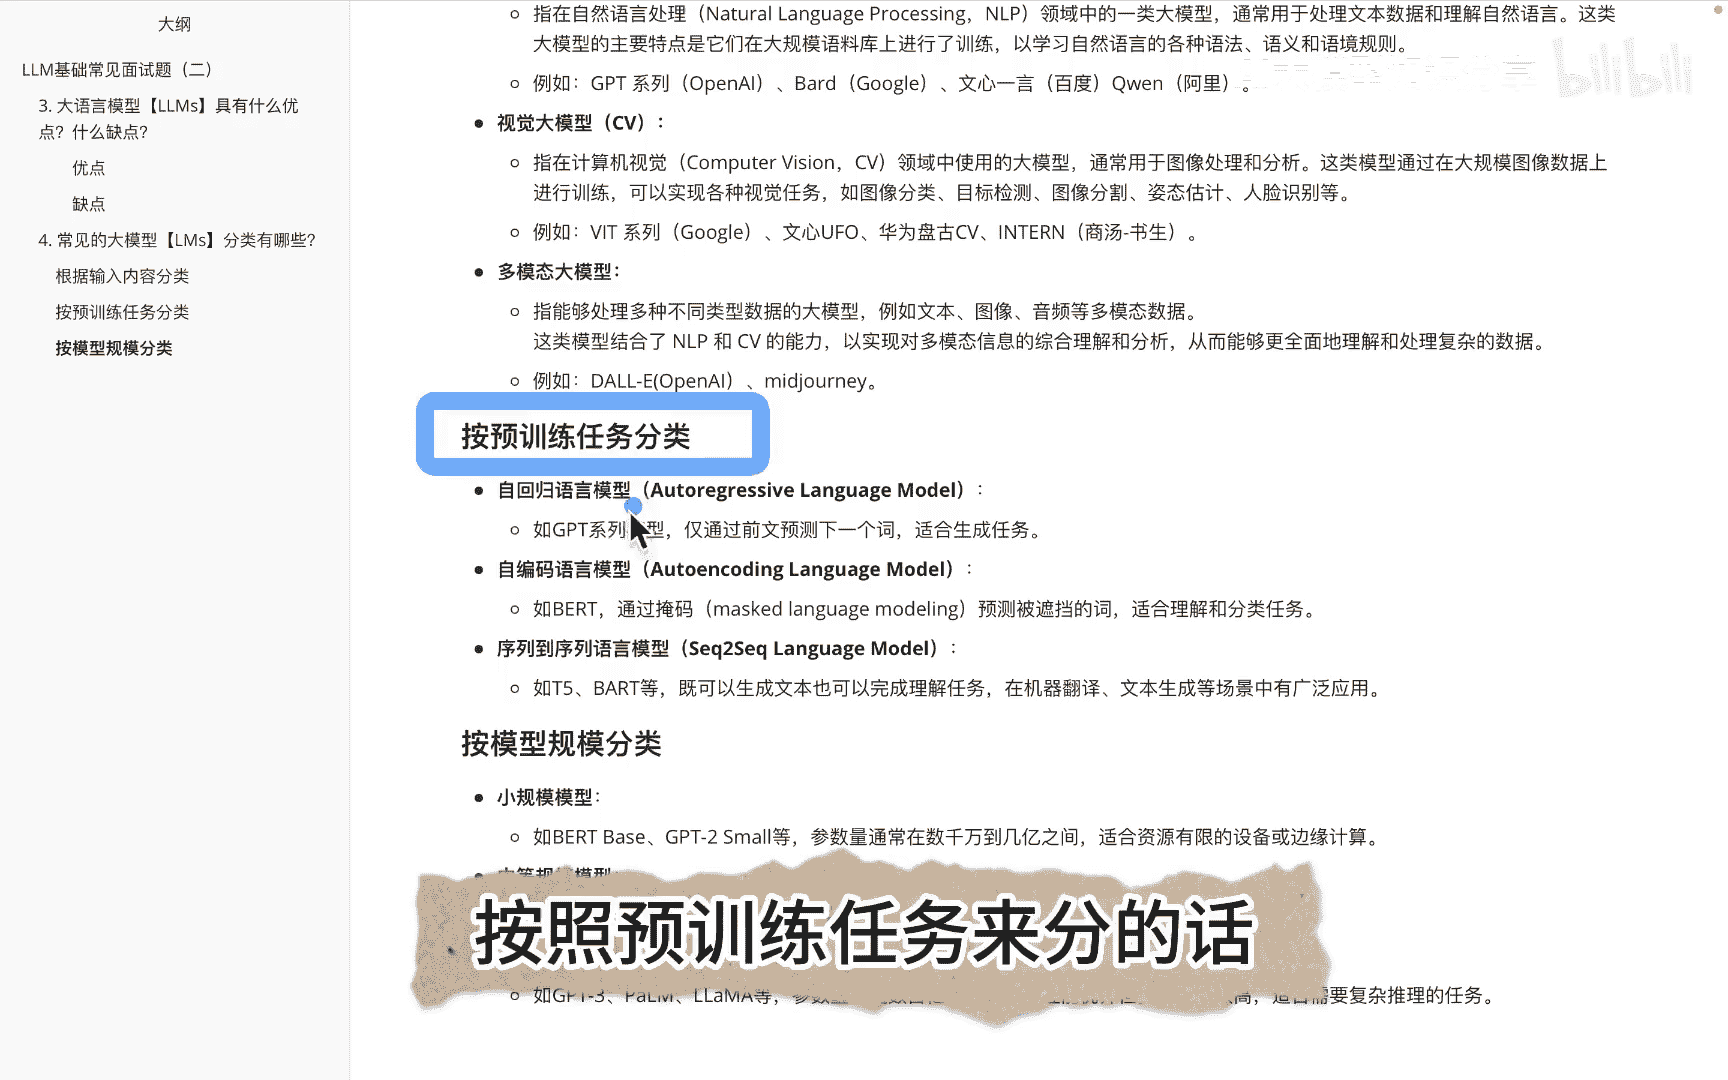 大纲
LLM基础常见面试题（二）
3. 大语言模型【LLMs】具有什么优
点？什么缺点？
优点
缺点
4. 常见的大模型【LMs】分类有哪些？
根据输入内容分类
按预训练任务分类
按模型规模分类
指在自然语言处理（Natural Language Processing，NLP）领域中的一类大模型，通常用于处理文本数据和理解自然语言。这类
大模型的主要特点是它们在大规模语料库上进行了训练，以学习自然语言的各种语法、语义和语境规则。
例如：GPT 系列（OpenAI）、Bard（Google）、文心一言（百度）Qwen（阿里）。
bilibili
视觉大模型（CV）：
指在计算机视觉（Computer Vision，CV）领域中使用的大模型，通常用于图像处理和分析。这类模型通过在大规模图像数据上
进行训练，可以实现各种视觉任务，如图像分类、目标检测、图像分割、姿态估计、人脸识别等。
例如：VIT 系列（Google）、文心UFO、华为盘古CV、INTERN（商汤-书生）。
多模态大模型：
指能够处理多种不同类型数据的大模型，例如文本、图像、音频等多模态数据。
这类模型结合了 NLP 和 CV 的能力，以实现对多模态信息的综合理解和分析，从而能够更全面地理解和处理复杂的数据。
例如：DALL-E(OpenAI）、midjourney。
按预训练任务分类
自回归语言模型（Autoregressive Language Model）：
如GPT系列模型，仅通过前文预测下一个词，适合生成任务。
自编码语言模型（Autoencoding Language Model）：
如BERT，通过掩码（masked language modeling）预测被遮挡的词，适合理解和分类任务。
序列到序列语言模型（Seq2Seq Language Model）：
如T5、BART等，既可以生成文本也可以完成理解任务，在机器翻译、文本生成等场景中有广泛应用。
按模型规模分类
小规模模型：
如BERT Base、GPT-2 Small等，参数量通常在数千万到几亿之间，适合资源有限的设备或边缘计算。
按照预训练任务来分的话
如GPT-3、PaLM、LLaMA等，参数量 高，适合需要复杂推理的任务。